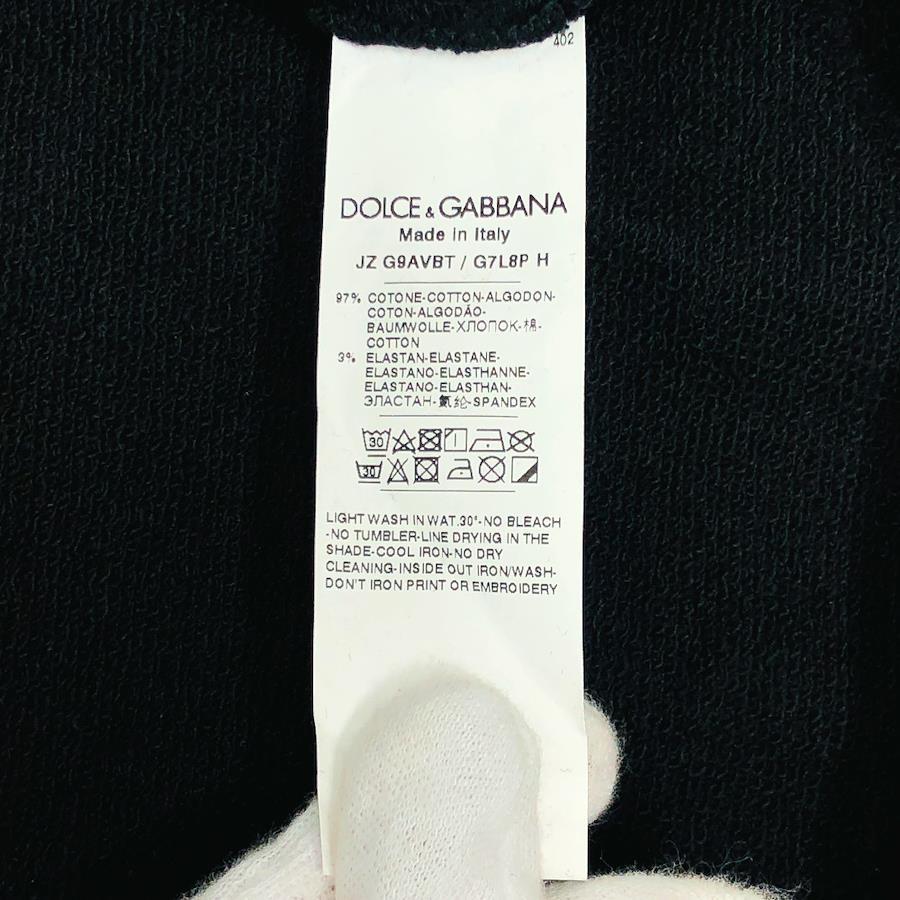 402
DOLCE & GABBANA
Made in Italy
JZ G9AVBT / G7L8P H
97% COTONE-COTTON-ALGODON-
COTON-ALGODÃO-
BAUMWOLLE-ХЛОПОК-棉-
COTTON
3% ELASTAN-ELASTANE-
ELASTANO-ELASTHANNE-
ELASTANO-ELASTHAN-
ЭЛАСТАН-氨纶-SPANDEX
30
30
LIGHT WASH IN WAT.30°-NO BLEACH
-NO TUMBLER-LINE DRYING IN THE
SHADE-COOL IRON-NO DRY
CLEANING-INSIDE OUT IRON/WASH-
DON'T IRON PRINT OR EMBROIDERY